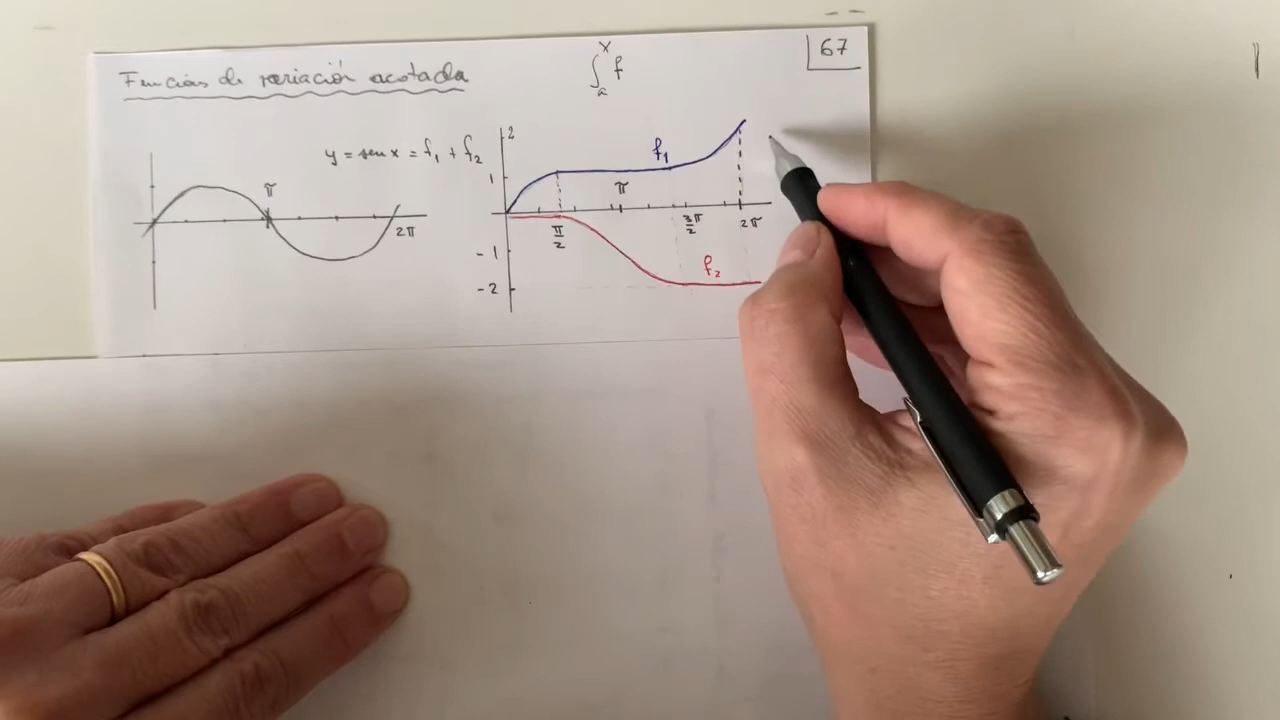 Funcións de variación acotada
∫ₐˣ f
67
y = sen x = f₁ + f₂
π
2π
2
1
-1
-2
f₁
π
π/2
3π/2
2π
f₂